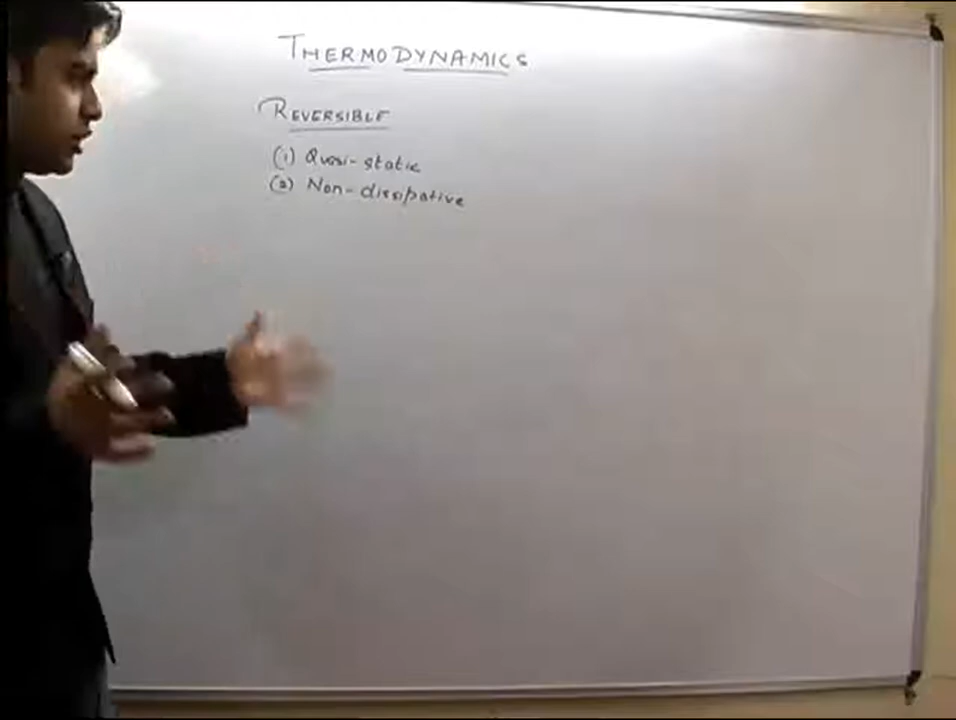 THERMODYNAMICS
REVERSIBLE
(1) Quasi-static
(2) Non-dissipative